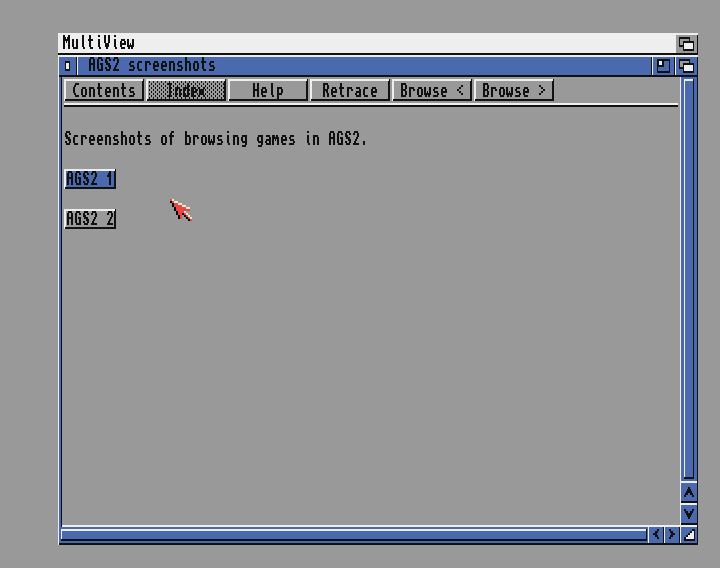 MultiView
AGS2 screenshots
Contents Index Help Retrace Browse < Browse >
Screenshots of browsing games in AGS2.
AGS2 1
AGS2 2